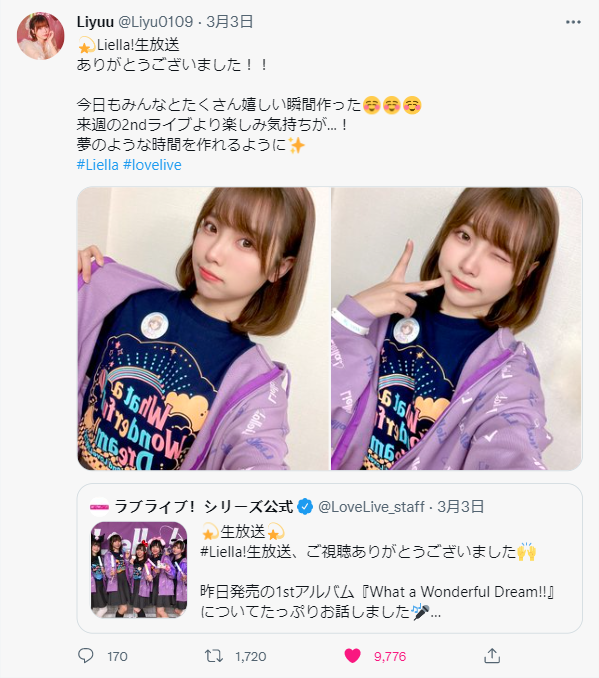 Liyuu @Liyu0109 · 3月3日
💫Liella!生放送
ありがとうございました！！
今日もみんなとたくさん嬉しい瞬間作った☺️☺️☺️
来週の2ndライブより楽しみ気持ちが...！
夢のような時間を作れるように✨
#Liella #lovelive
What a
Wonderful
Dream
What a
Wonderful
Dream
ラブライブ！シリーズ公式 @LoveLive_staff · 3月3日
💫生放送💫
#Liella!生放送、ご視聴ありがとうございました🙌
昨日発売の1stアルバム『What a Wonderful Dream!!』
についてたっぷりお話しました🎤...
170 1,720 9,776